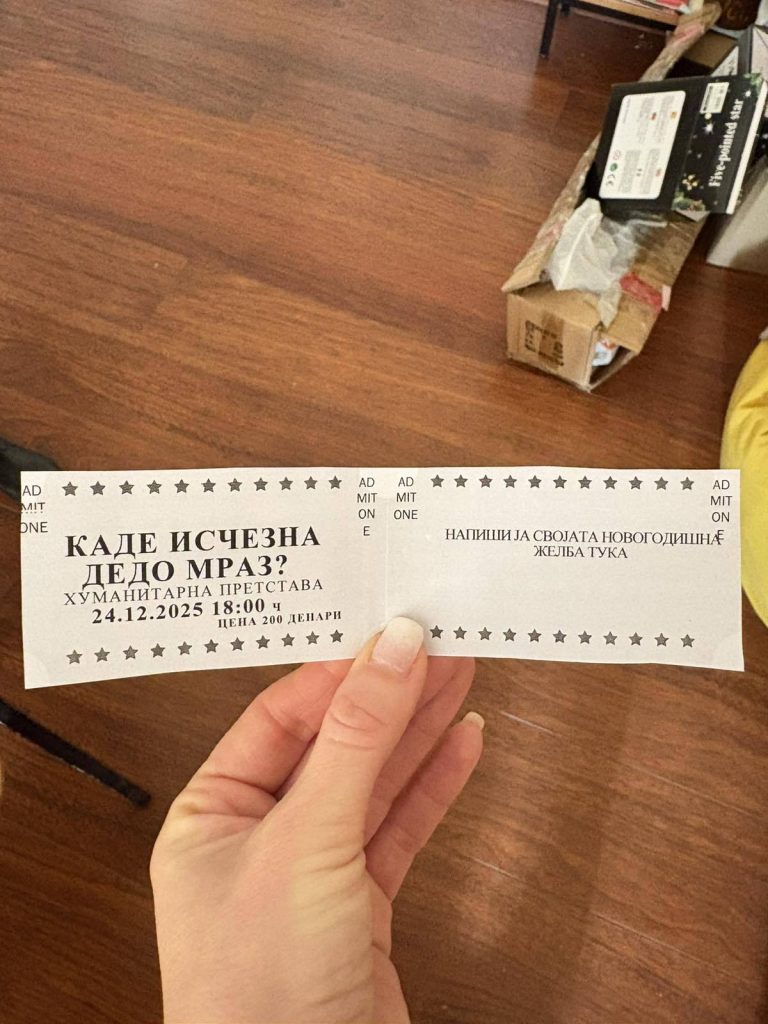 Five-pointed star
AD
MIT
ONE
КАДЕ ИСЧЕЗНА
ДЕДО МРАЗ?
ХУМАНИТАРНА ПРЕТСТАВА
24.12.2025 18:00 ч
ЦЕНА 200 ДЕНАРИ
AD
MIT
ON
E
AD
MIT
ONE
НАПИШИ ЈА СВОЈАТА НОВОГОДИШНА
ЖЕЛБА ТУКА
AD
MIT
ON
E